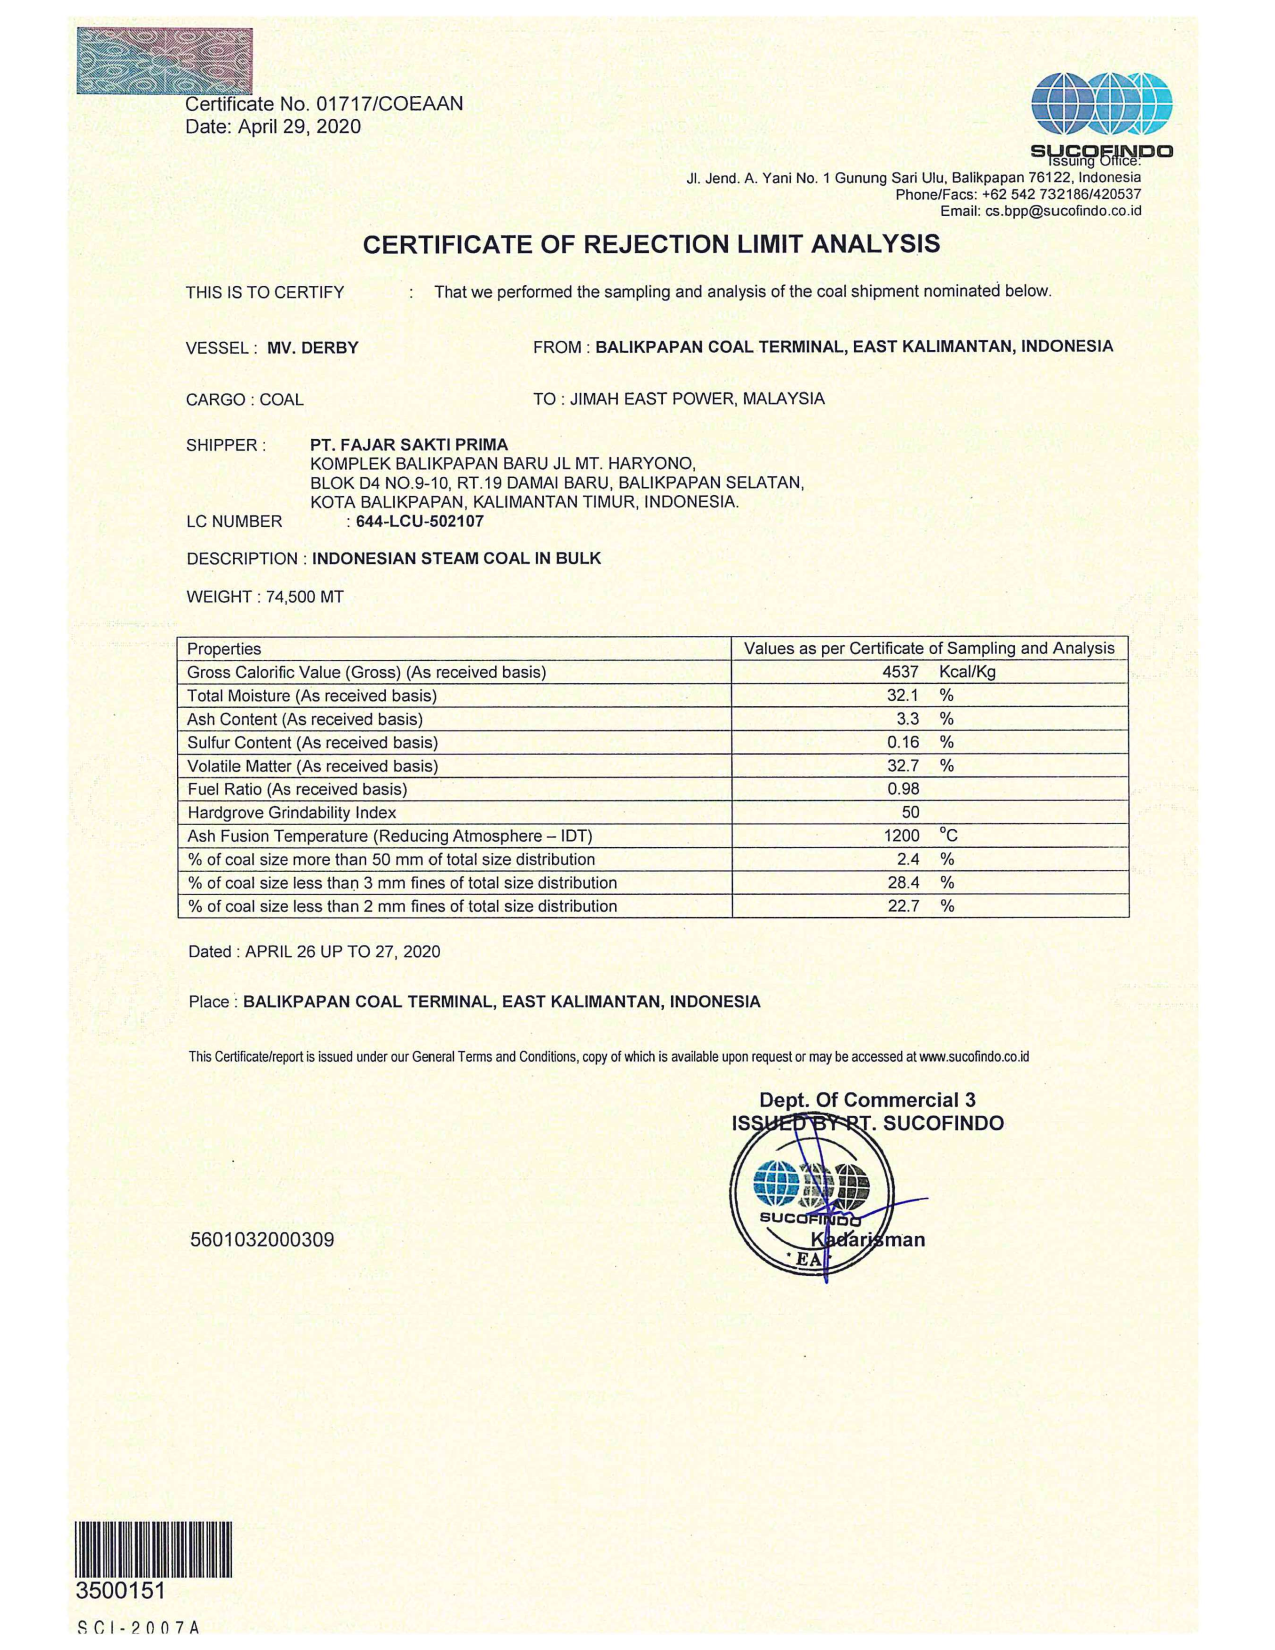 Certificate No. 01717/COEAAN
Date: April 29, 2020
SUCOFINDO
Issuing Office:
Jl. Jend. A. Yani No. 1 Gunung Sari Ulu, Balikpapan 76122, Indonesia
Phone/Facs: +62 542 732186/420537
Email: cs.bpp@sucofindo.co.id
CERTIFICATE OF REJECTION LIMIT ANALYSIS
THIS IS TO CERTIFY : That we performed the sampling and analysis of the coal shipment nominated below.
VESSEL : MV. DERBY FROM : BALIKPAPAN COAL TERMINAL, EAST KALIMANTAN, INDONESIA
CARGO : COAL TO : JIMAH EAST POWER, MALAYSIA
SHIPPER : PT. FAJAR SAKTI PRIMA
KOMPLEK BALIKPAPAN BARU JL MT. HARYONO,
BLOK D4 NO.9-10, RT.19 DAMAI BARU, BALIKPAPAN SELATAN,
KOTA BALIKPAPAN, KALIMANTAN TIMUR, INDONESIA.
LC NUMBER : 644-LCU-502107
DESCRIPTION : INDONESIAN STEAM COAL IN BULK
WEIGHT : 74,500 MT
Properties Values as per Certificate of Sampling and Analysis
Gross Calorific Value (Gross) (As received basis) 4537 Kcal/Kg
Total Moisture (As received basis) 32.1 %
Ash Content (As received basis) 3.3 %
Sulfur Content (As received basis) 0.16 %
Volatile Matter (As received basis) 32.7 %
Fuel Ratio (As received basis) 0.98
Hardgrove Grindability Index 50
Ash Fusion Temperature (Reducing Atmosphere – IDT) 1200 °C
% of coal size more than 50 mm of total size distribution 2.4 %
% of coal size less than 3 mm fines of total size distribution 28.4 %
% of coal size less than 2 mm fines of total size distribution 22.7 %
Dated : APRIL 26 UP TO 27, 2020
Place : BALIKPAPAN COAL TERMINAL, EAST KALIMANTAN, INDONESIA
This Certificate/report is issued under our General Terms and Conditions, copy of which is available upon request or may be accessed at www.sucofindo.co.id
Dept. Of Commercial 3
ISSUED BY PT. SUCOFINDO
SUCOFINDO
5601032000309 Kadarisman
EA
3500151
SCI-2007A